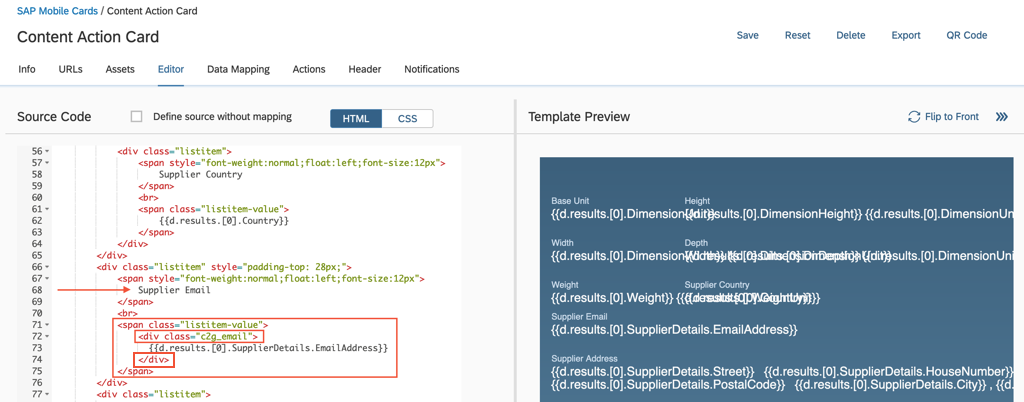 SAP Mobile Cards / Content Action Card
Content Action Card
Save Reset Delete Export QR Code
Info URLs Assets Editor Data Mapping Actions Header Notifications
Source Code Define source without mapping HTML CSS
56 <div class="listitem">
57 <span style="font-weight:normal;float:left;font-size:12px">
58 Supplier Country
59 </span>
60 <br>
61 <span class="listitem-value">
62 {{d.results.[0].Country}}
63 </span>
64 </div>
65 </div>
66 <div class="listitem" style="padding-top: 28px;">
67 <span style="font-weight:normal;float:left;font-size:12px">
68 Supplier Email
69 </span>
70 <br>
71 <span class="listitem-value">
72 <div class="c2g_email">
73 {{d.results.[0].SupplierDetails.EmailAddress}}
74 </div>
75 </span>
76 </div>
77 <div class="listitem">
Template Preview Flip to Front
Base Unit Height
{{d.results.[0].Dimension {{d.results.[0].DimensionHeight}} {{d.results.[0].DimensionUn
Width Depth
{{d.results.[0].Dimension
Weight Supplier Country
{{d.results.[0].Weight}}
Supplier Email
{{d.results.[0].SupplierDetails.EmailAddress}}
Supplier Address
{{d.results.[0].SupplierDetails.Street}} {{d.results.[0].SupplierDetails.HouseNumber}}
{{d.results.[0].SupplierDetails.PostalCode}} {{d.results.[0].SupplierDetails.City}} , {{d.